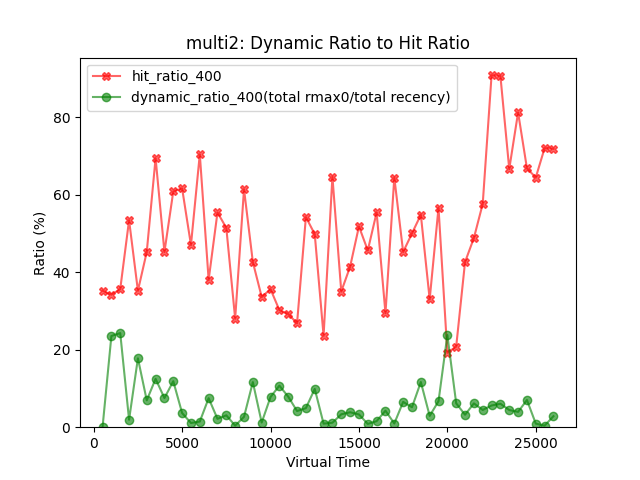 multi2: Dynamic Ratio to Hit Ratio
hit_ratio_400
dynamic_ratio_400(total rmax0/total recency)
Ratio (%)
80
60
40
20
0
0 5000 10000 15000 20000 25000
Virtual Time